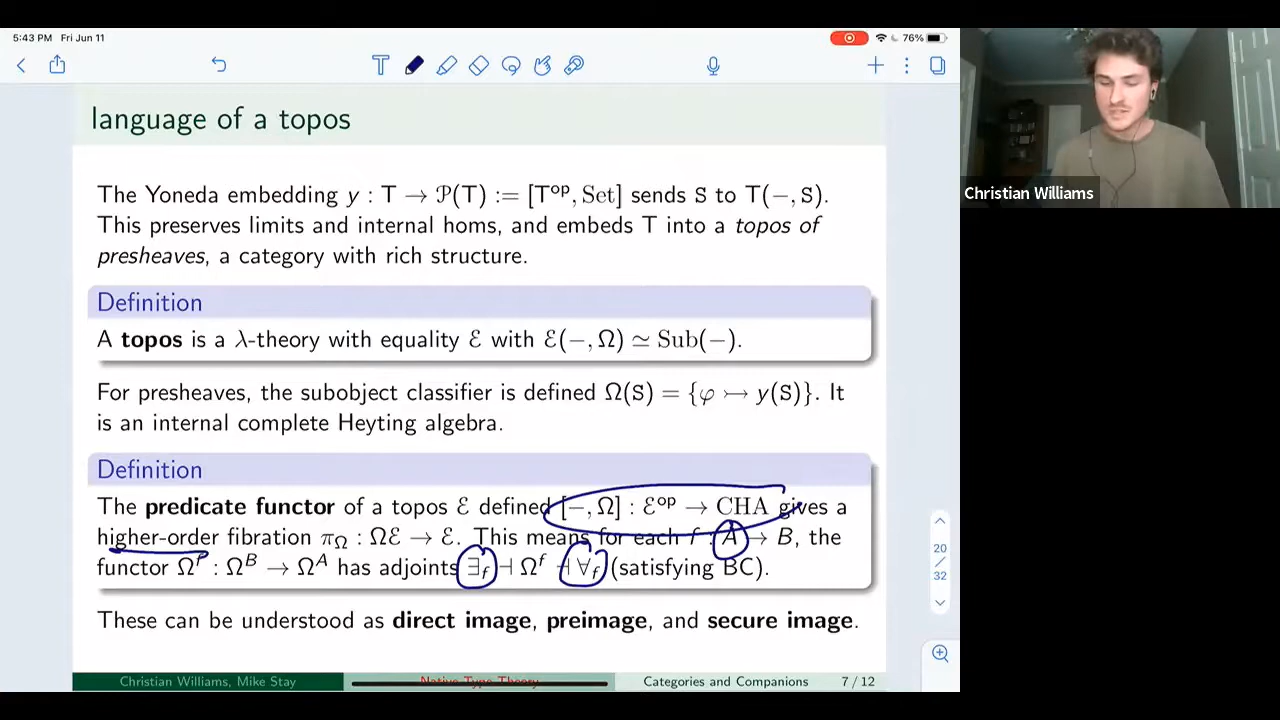 5:43 PM Fri Jun 11
76%
language of a topos
The Yoneda embedding y : T → 𝒫(T) := [Tᵒᵖ, Set] sends S to T(−, S).
This preserves limits and internal homs, and embeds T into a topos of
presheaves, a category with rich structure.
Definition
A topos is a λ-theory with equality ℰ with ℰ(−, Ω) ≃ Sub(−).
For presheaves, the subobject classifier is defined Ω(S) = {φ ↣ y(S)}. It
is an internal complete Heyting algebra.
Definition
The predicate functor of a topos ℰ defined [−, Ω] : ℰᵒᵖ → CHA gives a
higher-order fibration π_Ω : Ωℰ → ℰ. This means for each f : A → B, the
functor Ω^f : Ω^B → Ω^A has adjoints ∃_f ⊣ Ω^f ⊣ ∀_f (satisfying BC).
These can be understood as direct image, preimage, and secure image.
Christian Williams, Mike Stay
Native Type Theory
Categories and Companions
7 / 12
20
32
Christian Williams